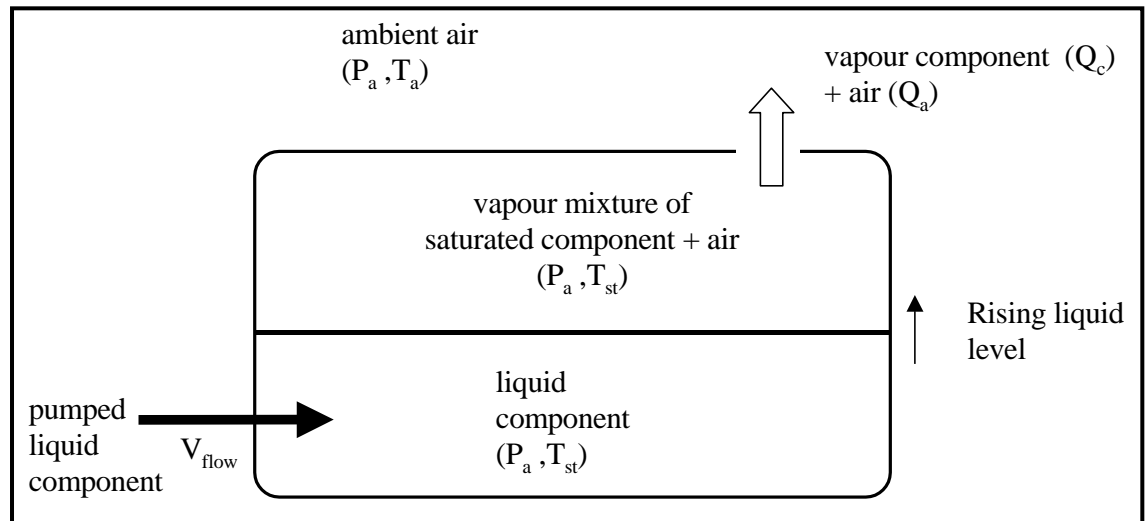 ambient air
(Pa ,Ta)
vapour component (Qc)
+ air (Qa)
vapour mixture of
saturated component + air
(Pa ,Tst)
Rising liquid
level
liquid
component
(Pa ,Tst)
pumped
liquid
component
Vflow